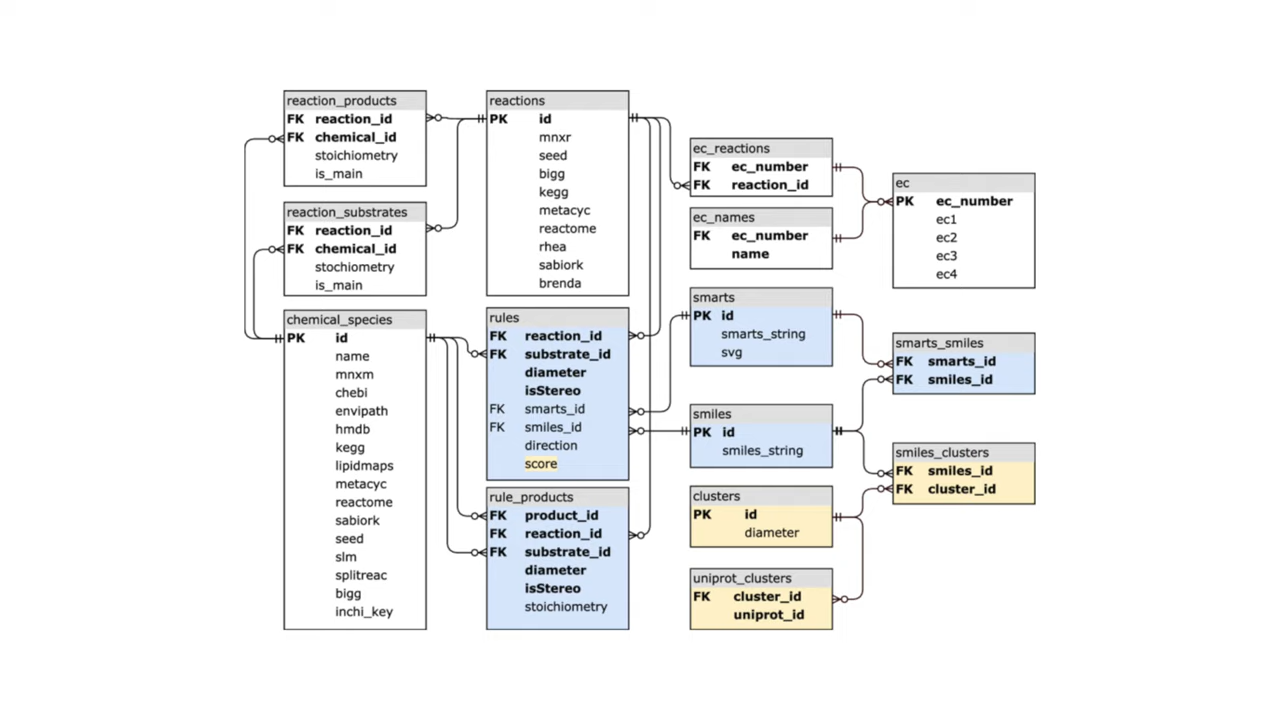 reaction_products
FK reaction_id
FK chemical_id
stoichiometry
is_main
reaction_substrates
FK reaction_id
FK chemical_id
stochiometry
is_main
chemical_species
PK id
name
mnxm
chebi
envipath
hmdb
kegg
lipidmaps
metacyc
reactome
sabiork
seed
slm
splitreac
bigg
inchi_key
reactions
PK id
mnxr
seed
bigg
kegg
metacyc
reactome
rhea
sabiork
brenda
rules
FK reaction_id
FK substrate_id
diameter
isStereo
FK smarts_id
FK smiles_id
direction
score
rule_products
FK product_id
FK reaction_id
FK substrate_id
diameter
isStereo
stoichiometry
ec_reactions
FK ec_number
FK reaction_id
ec_names
FK ec_number
name
smarts
PK id
smarts_string
svg
smiles
PK id
smiles_string
clusters
PK id
diameter
uniprot_clusters
FK cluster_id
uniprot_id
ec
PK ec_number
ec1
ec2
ec3
ec4
smarts_smiles
FK smarts_id
FK smiles_id
smiles_clusters
FK smiles_id
FK cluster_id